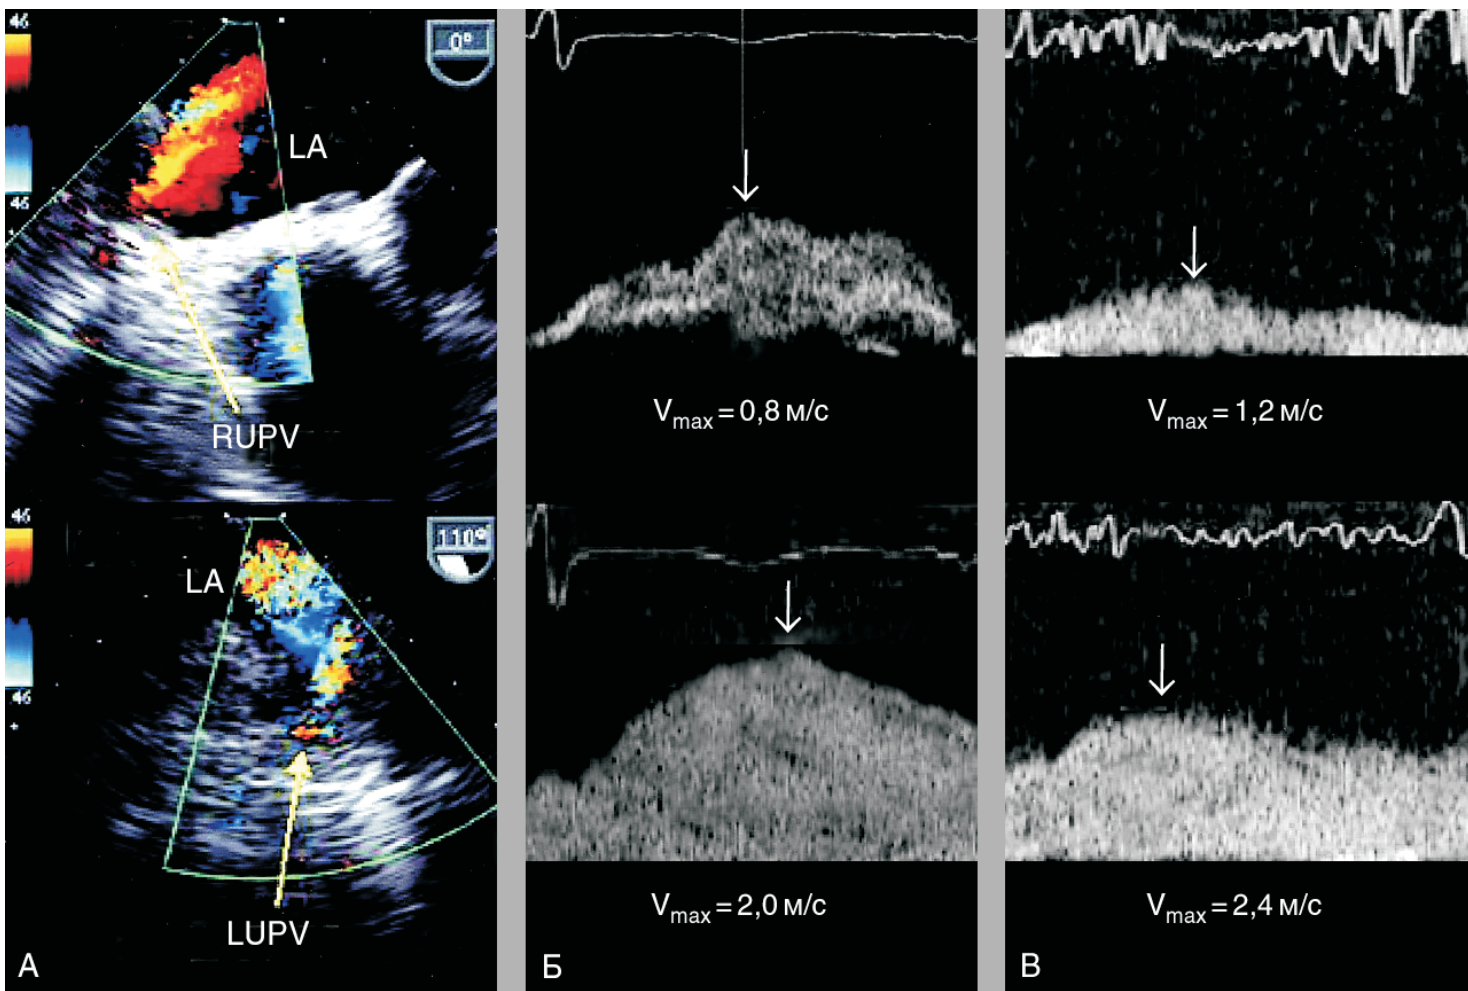 46
0°
LA
46
RUPV
46
110°
LA
46
LUPV
А
Vmax = 0,8 м/с
Vmax = 2,0 м/с
Б
Vmax = 1,2 м/с
Vmax = 2,4 м/с
В